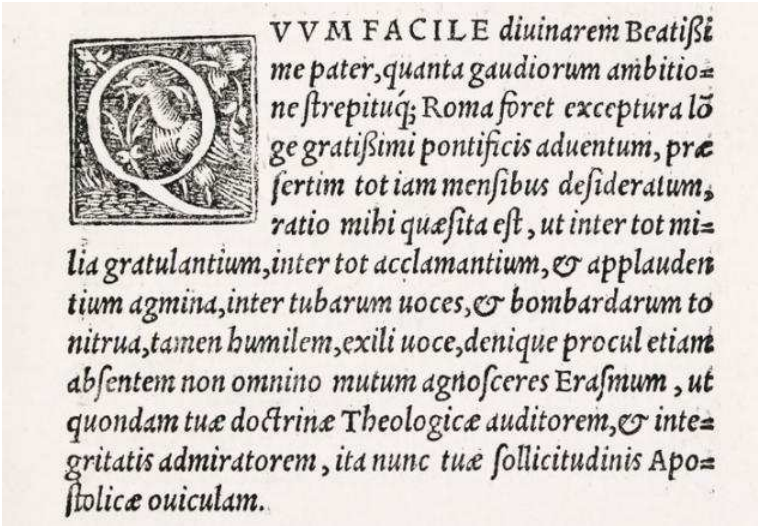 QVVM FACILE diuinarem Beatißi
me pater,quanta gaudiorum ambitio=
ne ſtrepituq́; Roma foret exceptura lō
ge gratißimi pontificis aduentum, præ
ſertim tot iam menſibus deſideratum,
ratio mihi quæſita eſt, ut inter tot mi=
lia gratulantium,inter tot acclamantium,& applauden
tium agmina,inter tubarum uoces,& bombardarum to
nitrua,tamen humilem,exili uoce,denique procul etiam
abſentem non omnino mutum agnoſceres Eraſmum, ut
quondam tuæ doctrinæ Theologicæ auditorem,& inte=
gritatis admiratorem, ita nunc tuæ ſollicitudinis Apo=
ſtolicæ ouiculam.